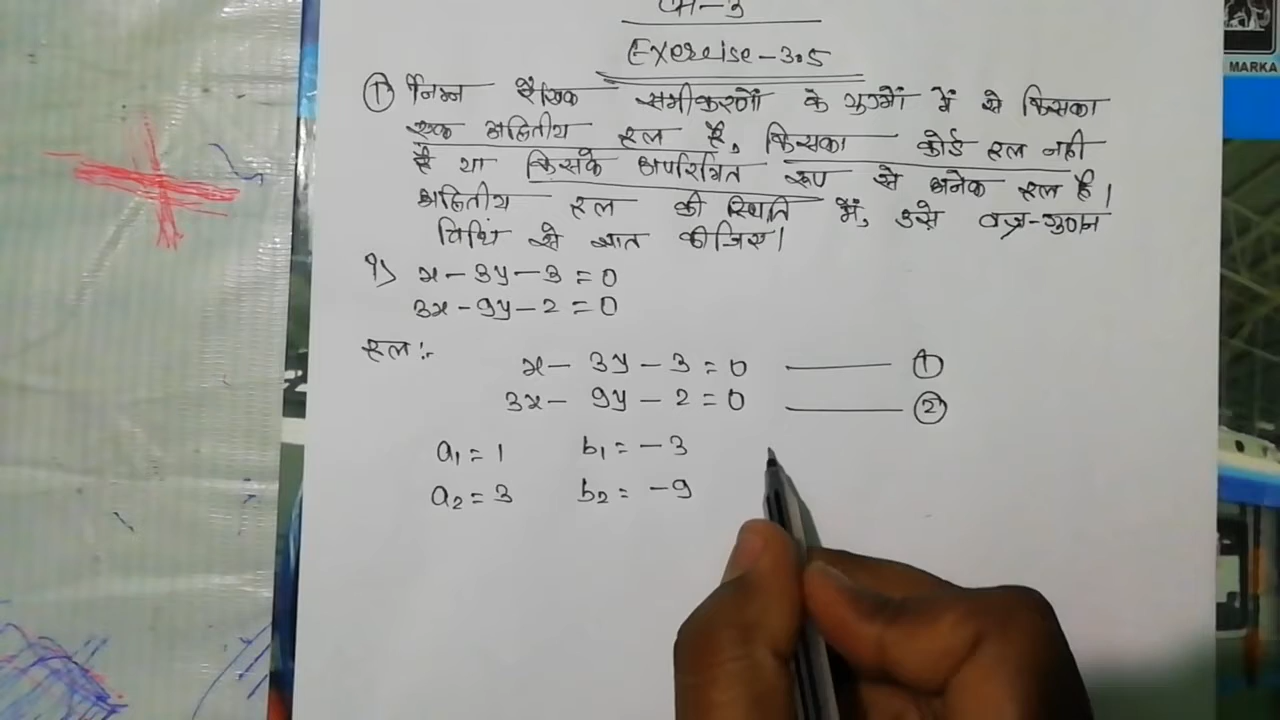 CH-3
Exercise-3.5
① निम्न रैखिक समीकरणों के युग्मों में से किसका
एक अद्वितीय हल है, किसका कोई हल नहीं
है या किसके अपरिमित रूप से अनेक हल है।
अद्वितीय हल की स्थिति में, उसे वज्र-गुणन
विधि से ज्ञात कीजिए।
१) x - 3y - 3 = 0
3x - 9y - 2 = 0
हल :-
x - 3y - 3 = 0 ——— ①
3x - 9y - 2 = 0 ——— ②
a₁ = 1 b₁ = -3
a₂ = 3 b₂ = -9
MARKA